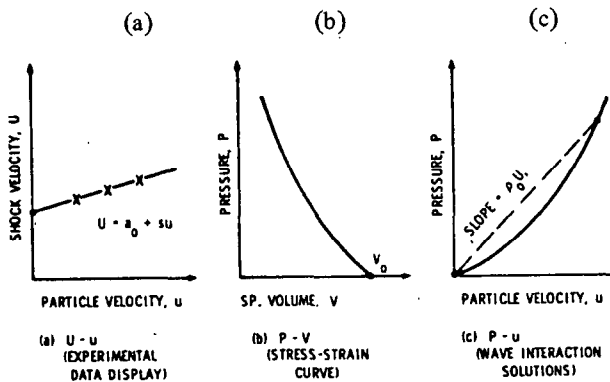 (a)
(b)
(c)
SHOCK VELOCITY, U
U = a₀ + su
PARTICLE VELOCITY, u
PRESSURE, P
V₀
SP. VOLUME, V
PRESSURE, P
SLOPE = ρ₀U,
PARTICLE VELOCITY, u
(a) U - u
(EXPERIMENTAL
DATA DISPLAY)
(b) P - V
(STRESS-STRAIN
CURVE)
(c) P - u
(WAVE INTERACTION
SOLUTIONS)